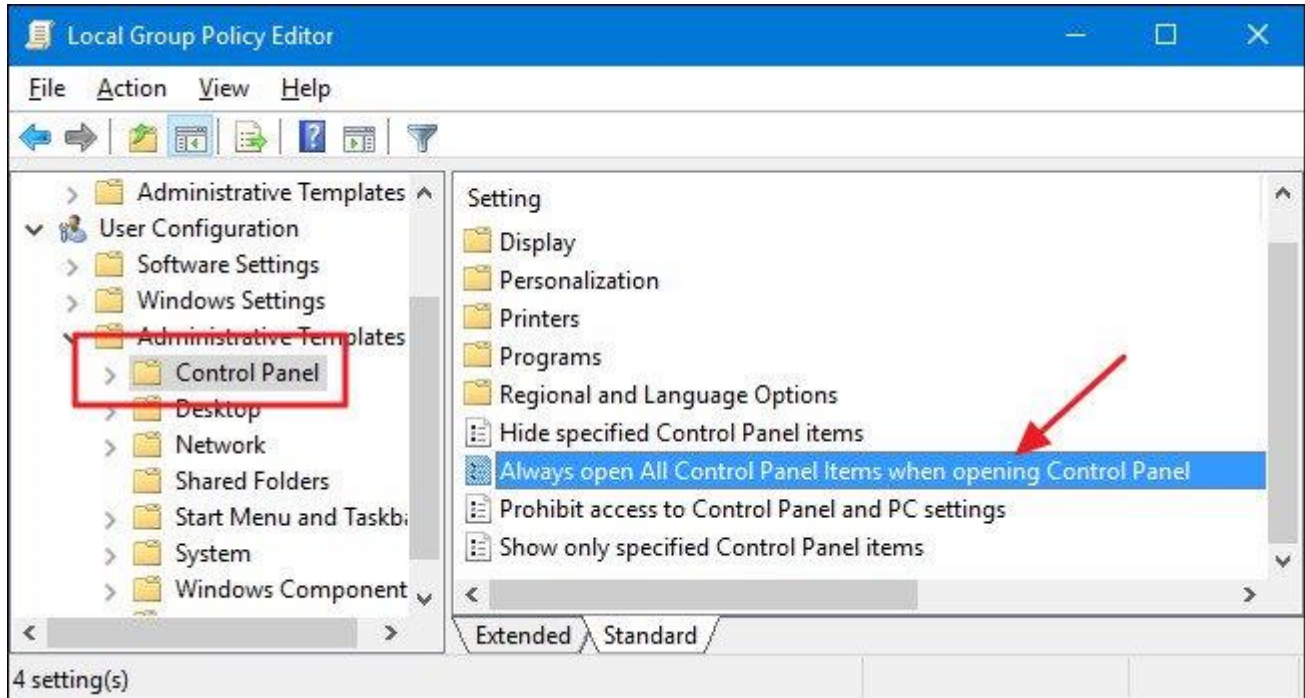 Local Group Policy Editor
File Action View Help
Administrative Templates
User Configuration
Software Settings
Windows Settings
Administrative Templates
Control Panel
Desktop
Network
Shared Folders
Start Menu and Taskb
System
Windows Component
Setting
Display
Personalization
Printers
Programs
Regional and Language Options
Hide specified Control Panel items
Always open All Control Panel Items when opening Control Panel
Prohibit access to Control Panel and PC settings
Show only specified Control Panel items
Extended Standard
4 setting(s)